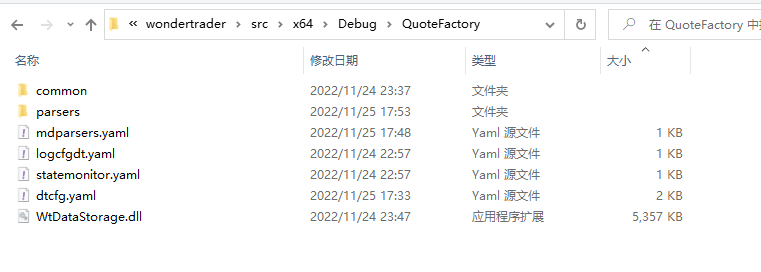 « wondertrader › src › x64 › Debug › QuoteFactory 在 QuoteFactory 中
名称 修改日期 类型 大小
common 2022/11/24 23:37 文件夹
parsers 2022/11/25 17:53 文件夹
mdparsers.yaml 2022/11/25 17:48 Yaml 源文件 1 KB
logcfgdt.yaml 2022/11/24 22:57 Yaml 源文件 1 KB
statemonitor.yaml 2022/11/24 22:57 Yaml 源文件 1 KB
dtcfg.yaml 2022/11/25 17:33 Yaml 源文件 2 KB
WtDataStorage.dll 2022/11/24 23:47 应用程序扩展 5,357 KB